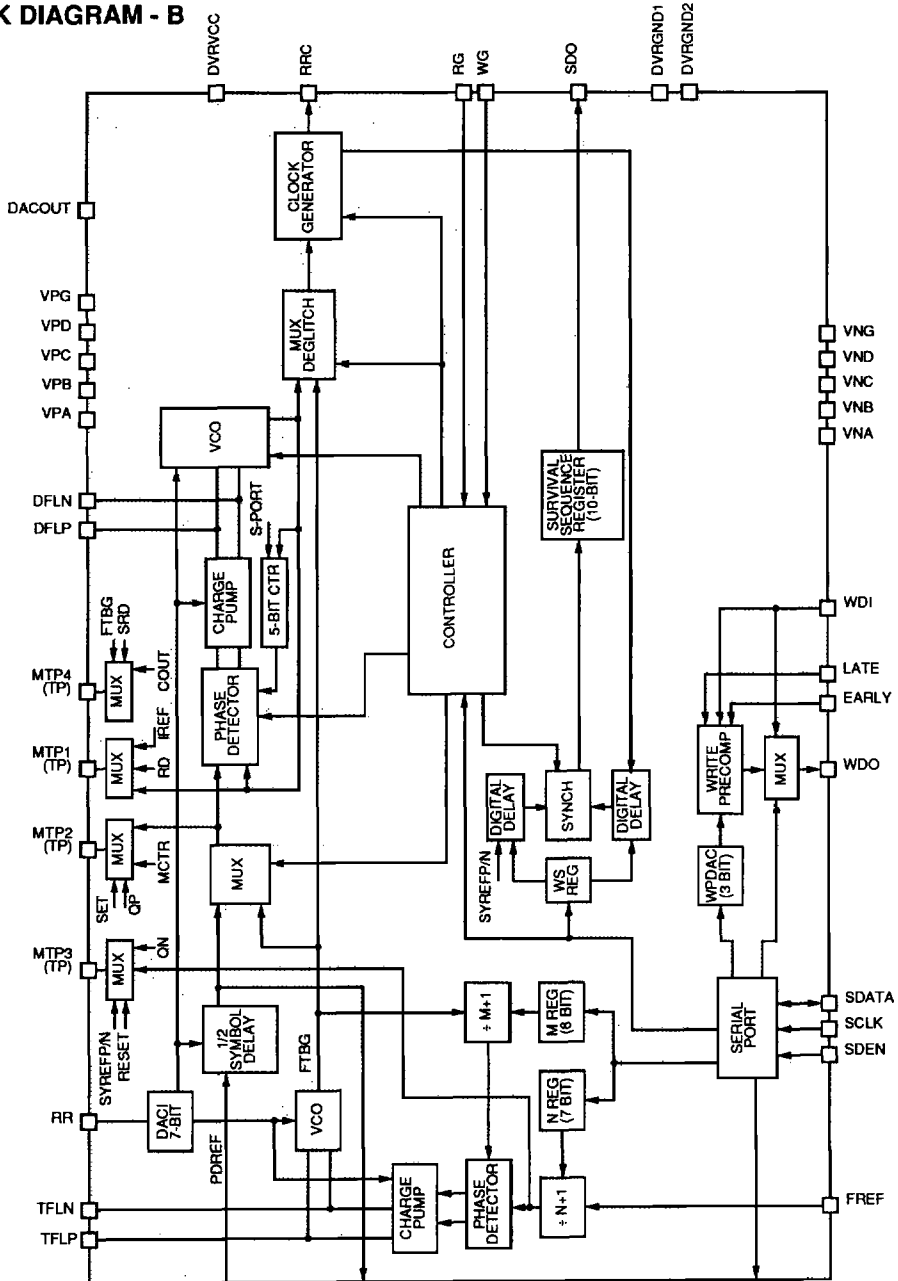 K DIAGRAM - B
DVRVCC
RRC
RG
WG
SDO
DVRGND1
DVRGND2
DACOUT
VPG
VPD
VPC
VPB
VPA
DFLN
DFLP
MTP4
(TP)
MTP1
(TP)
MTP2
(TP)
MTP3
(TP)
RR
TFLN
TFLP
VNG
VND
VNC
VNB
VNA
WDI
LATE
EARLY
WDO
SDATA
SCLK
SDEN
FREF
CLOCK
GENERATOR
MUX
DEGLITCH
VCO
S-PORT
CHARGE
PUMP
5-BIT CTR
PHASE
DETECTOR
CONTROLLER
SURVIVAL
SEQUENCE
REGISTER
(10-BIT)
FTBG
SRD
MUX
COUT
IREF
MUX
RD
MUX
MCTR
SET
QP
MUX
QN
SYREFP/N
RESET
MUX
1/2
SYMBOL
DELAY
FTBG
DACI
7-BIT
PDREF
VCO
CHARGE
PUMP
PHASE
DETECTOR
÷ M+1
M REG
(8 BIT)
N REG
(7 BIT)
÷ N+1
DIGITAL
DELAY
SYNCH
DIGITAL
DELAY
SYREFP/N
WS
REG
WRITE
PRECOMP
MUX
WPDAC
(3 BIT)
SERIAL
PORT